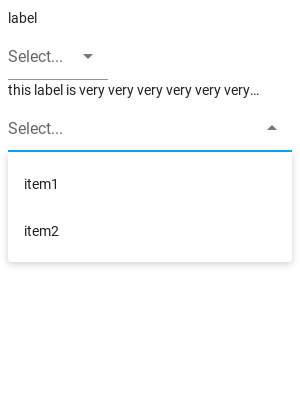 label
Select...
this label is very very very very very very…
Select...
item1
item2